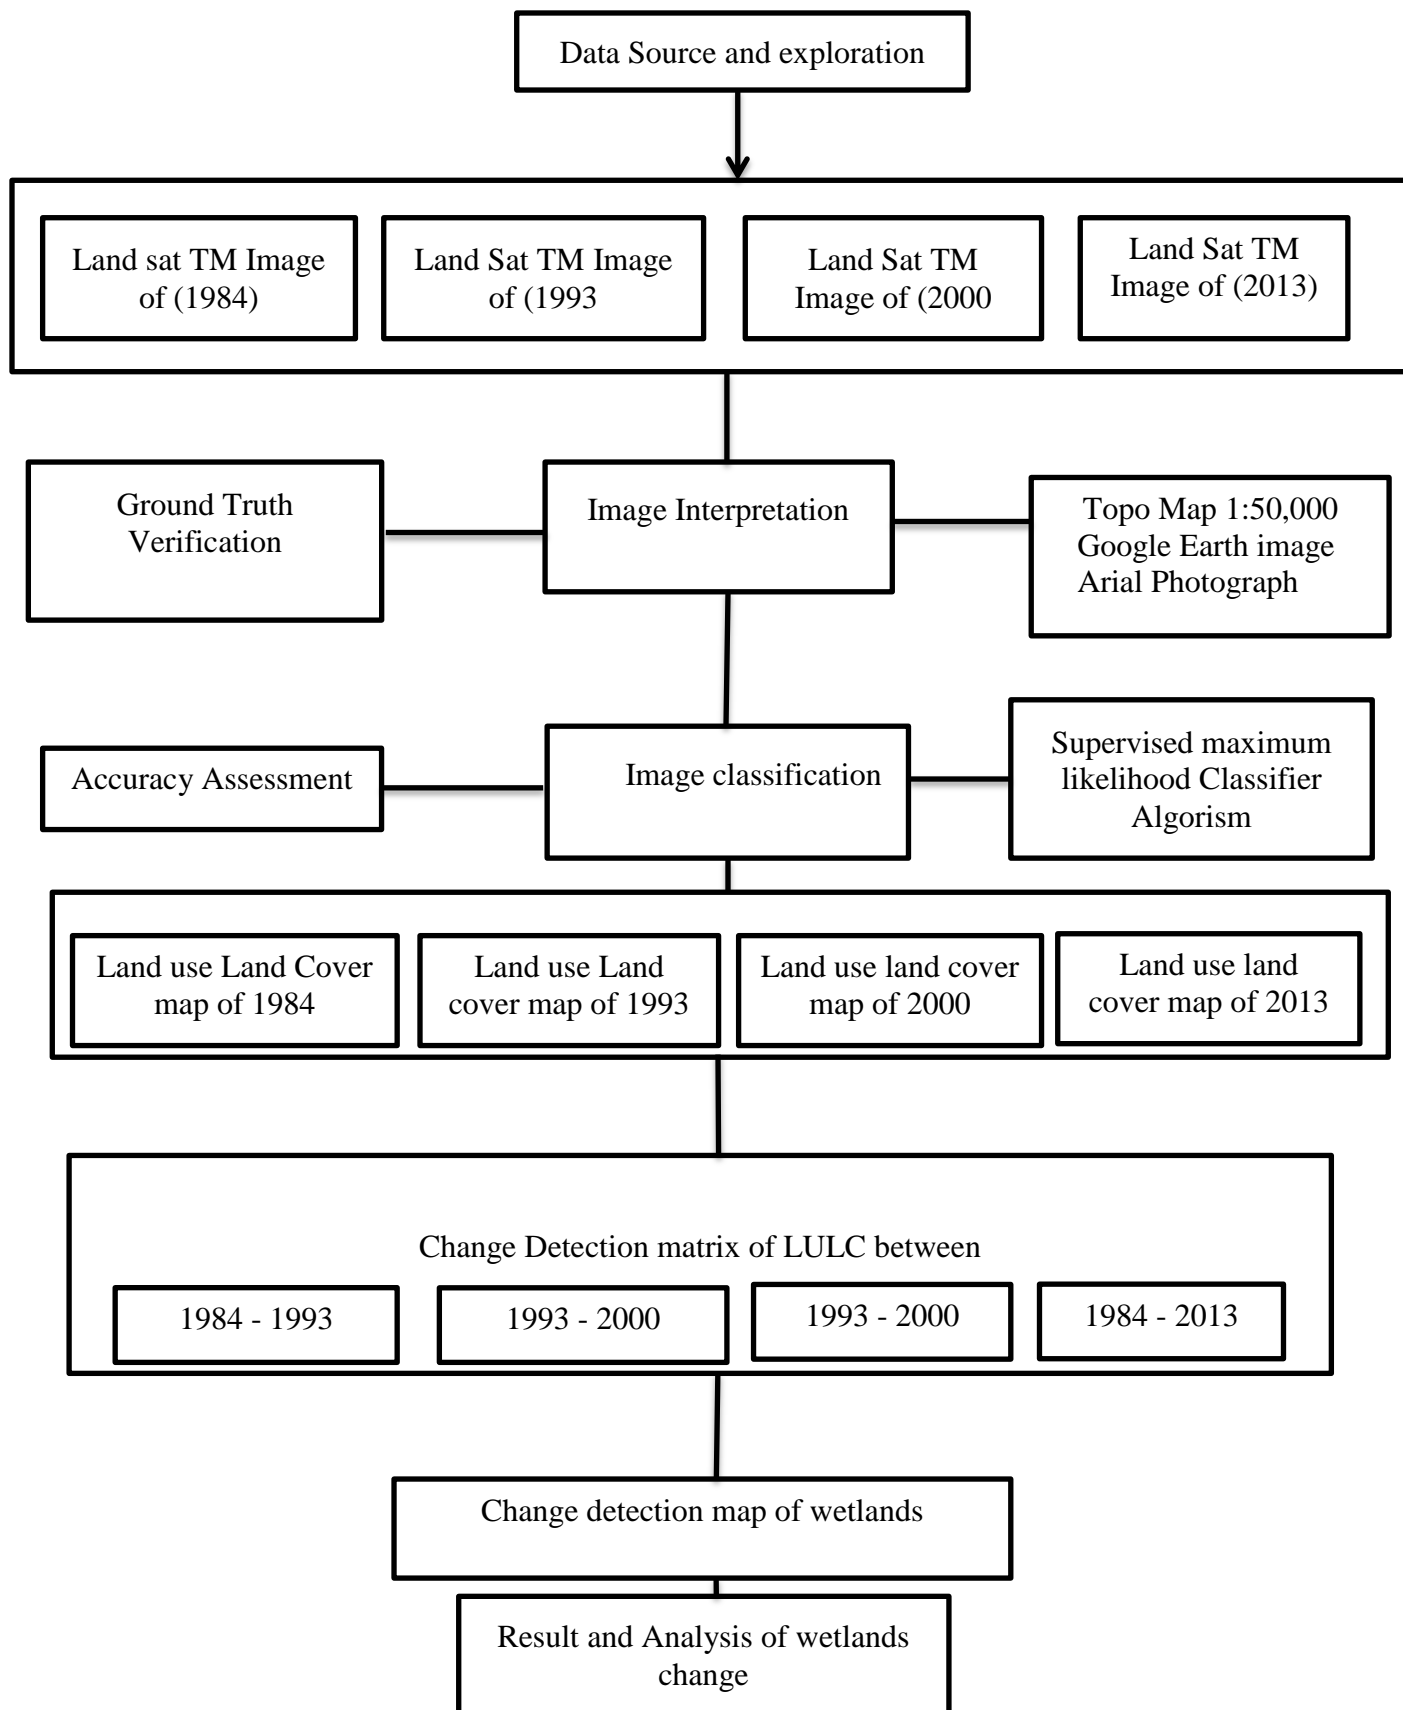 Data Source and exploration
Land sat TM Image
of (1984)
Land Sat TM Image
of (1993
Land Sat TM
Image of (2000
Land Sat TM
Image of (2013)
Ground Truth
Verification
Image Interpretation
Topo Map 1:50,000
Google Earth image
Arial Photograph
Accuracy Assessment
Image classification
Supervised maximum
likelihood Classifier
Algorism
Land use Land Cover
map of 1984
Land use Land
cover map of 1993
Land use land cover
map of 2000
Land use land
cover map of 2013
Change Detection matrix of LULC between
1984 - 1993
1993 - 2000
1993 - 2000
1984 - 2013
Change detection map of wetlands
Result and Analysis of wetlands
change